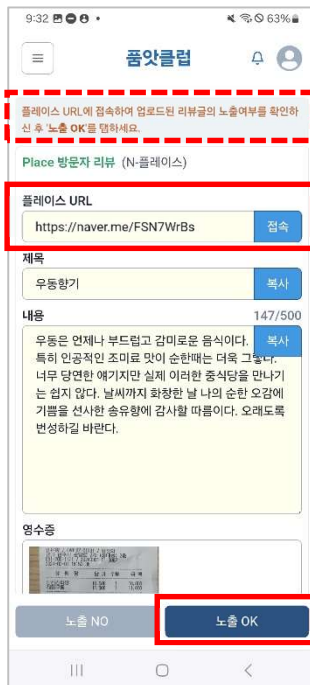 9:32 63%
품앗클럽
플레이스 URL에 접속하여 업로드된 리뷰글의 노출여부를 확인하
신 후 '노출 OK'를 탭하세요.
Place 방문자 리뷰 (N-플레이스)
플레이스 URL
https://naver.me/FSN7WrBs 접속
제목
우동향기 복사
내용 147/500
우동은 언제나 부드럽고 감미로운 음식이다. 복사
특히 인공적인 조미료 맛이 순한때는 더욱 그렇다.
너무 당연한 얘기지만 실제 이러한 중식당을 만나기
는 쉽지 않다. 날씨까지 화창한 날 나의 순한 오감에
기쁨을 선사한 송유향에 감사할 따름이다. 오래도록
번성하길 바란다.
영수증
노출 NO 노출 OK